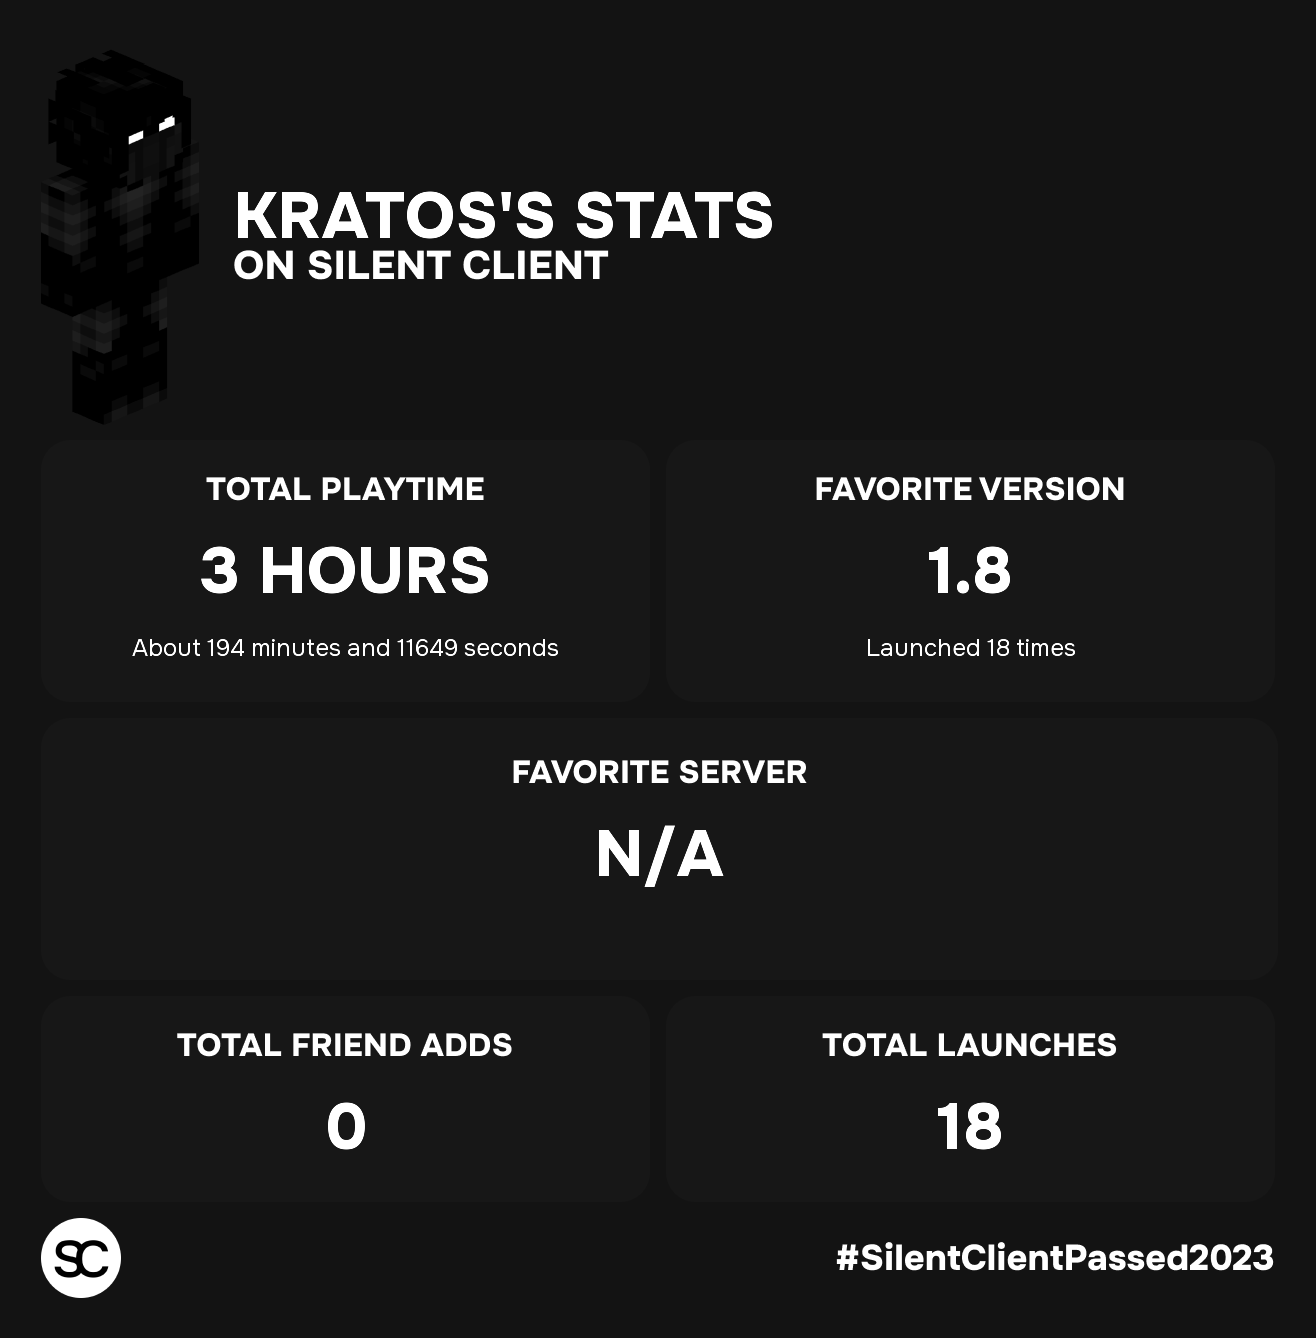 KRATOS'S STATS
ON SILENT CLIENT
TOTAL PLAYTIME
3 HOURS
About 194 minutes and 11649 seconds
FAVORITE VERSION
1.8
Launched 18 times
FAVORITE SERVER
N/A
TOTAL FRIEND ADDS
0
TOTAL LAUNCHES
18
SC
#SilentClientPassed2023